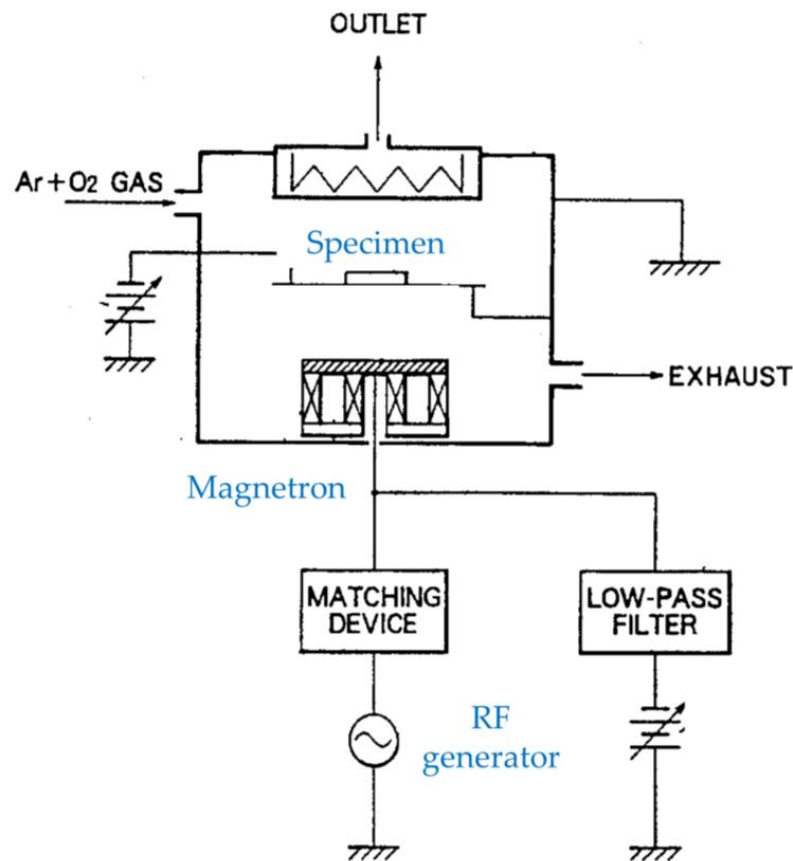 OUTLET
Ar+O2 GAS
Specimen
EXHAUST
Magnetron
MATCHING
DEVICE
LOW-PASS
FILTER
RF
generator